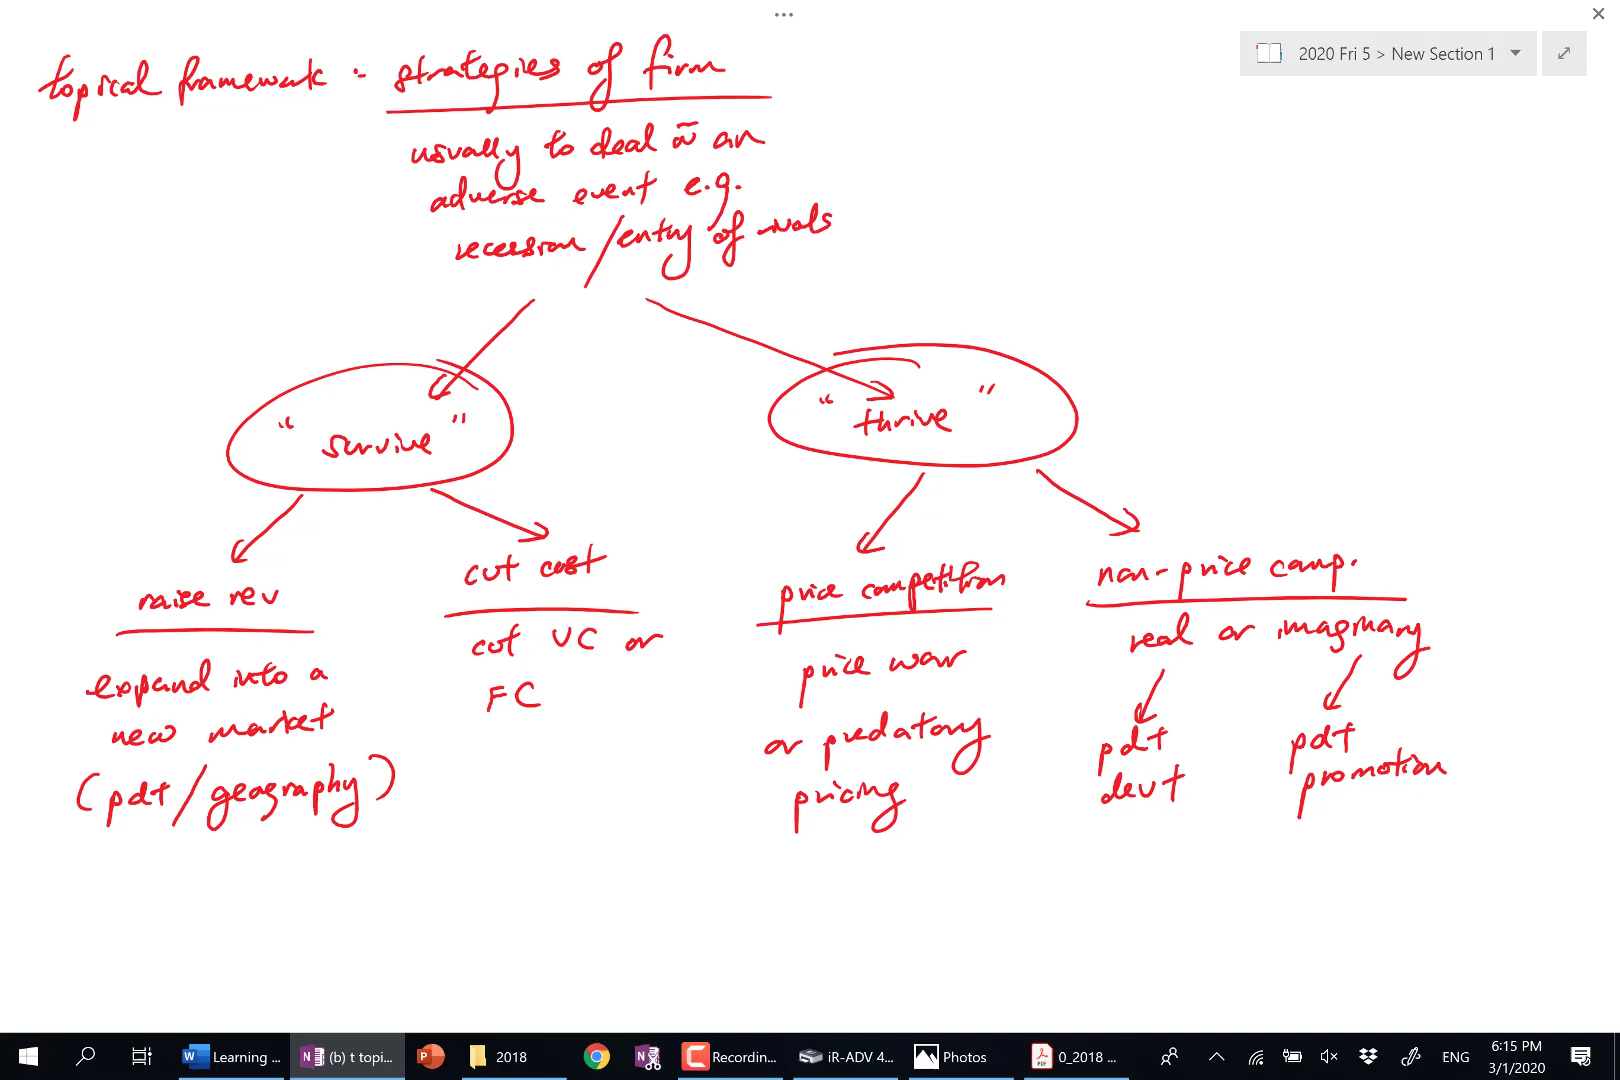 ...
2020 Fri 5 > New Section 1
topical framework - strategies of firm
usually to deal w̃ an
adverse event e.g.
recession / entry of rivals
"survive"
"thrive"
raise rev
expand into a
new market
(pdt / geography)
cut cost
cut VC or
FC
price competition
price war
or predatory
pricing
non-price comp.
real or imaginary
pdt
devt
pdt
promotion
Learning ...
(b) t topi...
2018
Recordin...
iR-ADV 4...
Photos
0_2018 ...
ENG
6:15 PM
3/1/2020